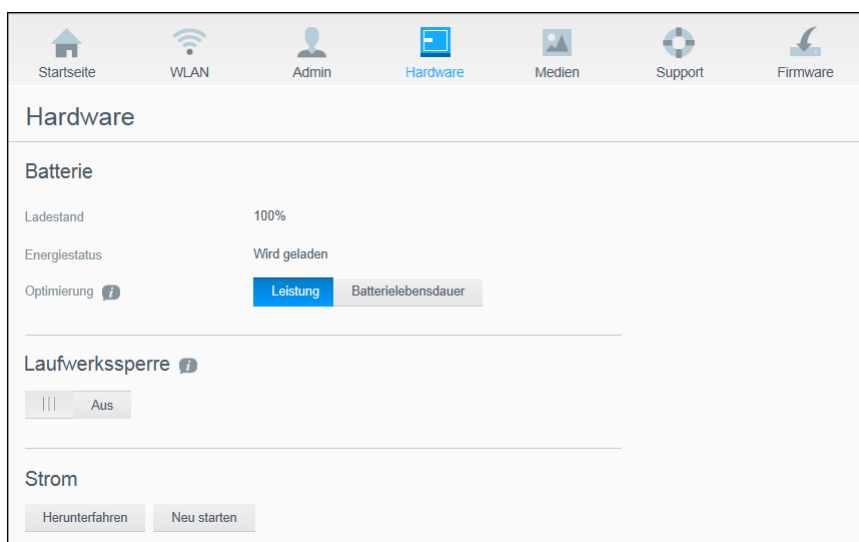 Startseite WLAN Admin Hardware Medien Support Firmware
Hardware
Batterie
Ladestand 100%
Energiestatus Wird geladen
Optimierung i Leistung Batterielebensdauer
Laufwerkssperre i
Aus
Strom
Herunterfahren Neu starten